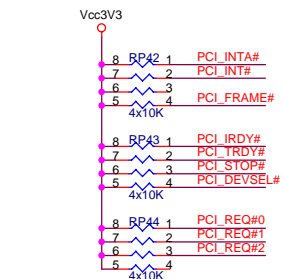 Vcc3V3
8 RP42 1 PCI_INTA#
7 2 PCI_INT#
6 3
5 4 PCI_FRAME#
4x10K
8 RP43 1 PCI_IRDY#
7 2 PCI_TRDY#
6 3 PCI_STOP#
5 4 PCI_DEVSEL#
4x10K
8 RP44 1 PCI_REQ#0
7 2 PCI_REQ#1
6 3 PCI_REQ#2
5 4
4x10K